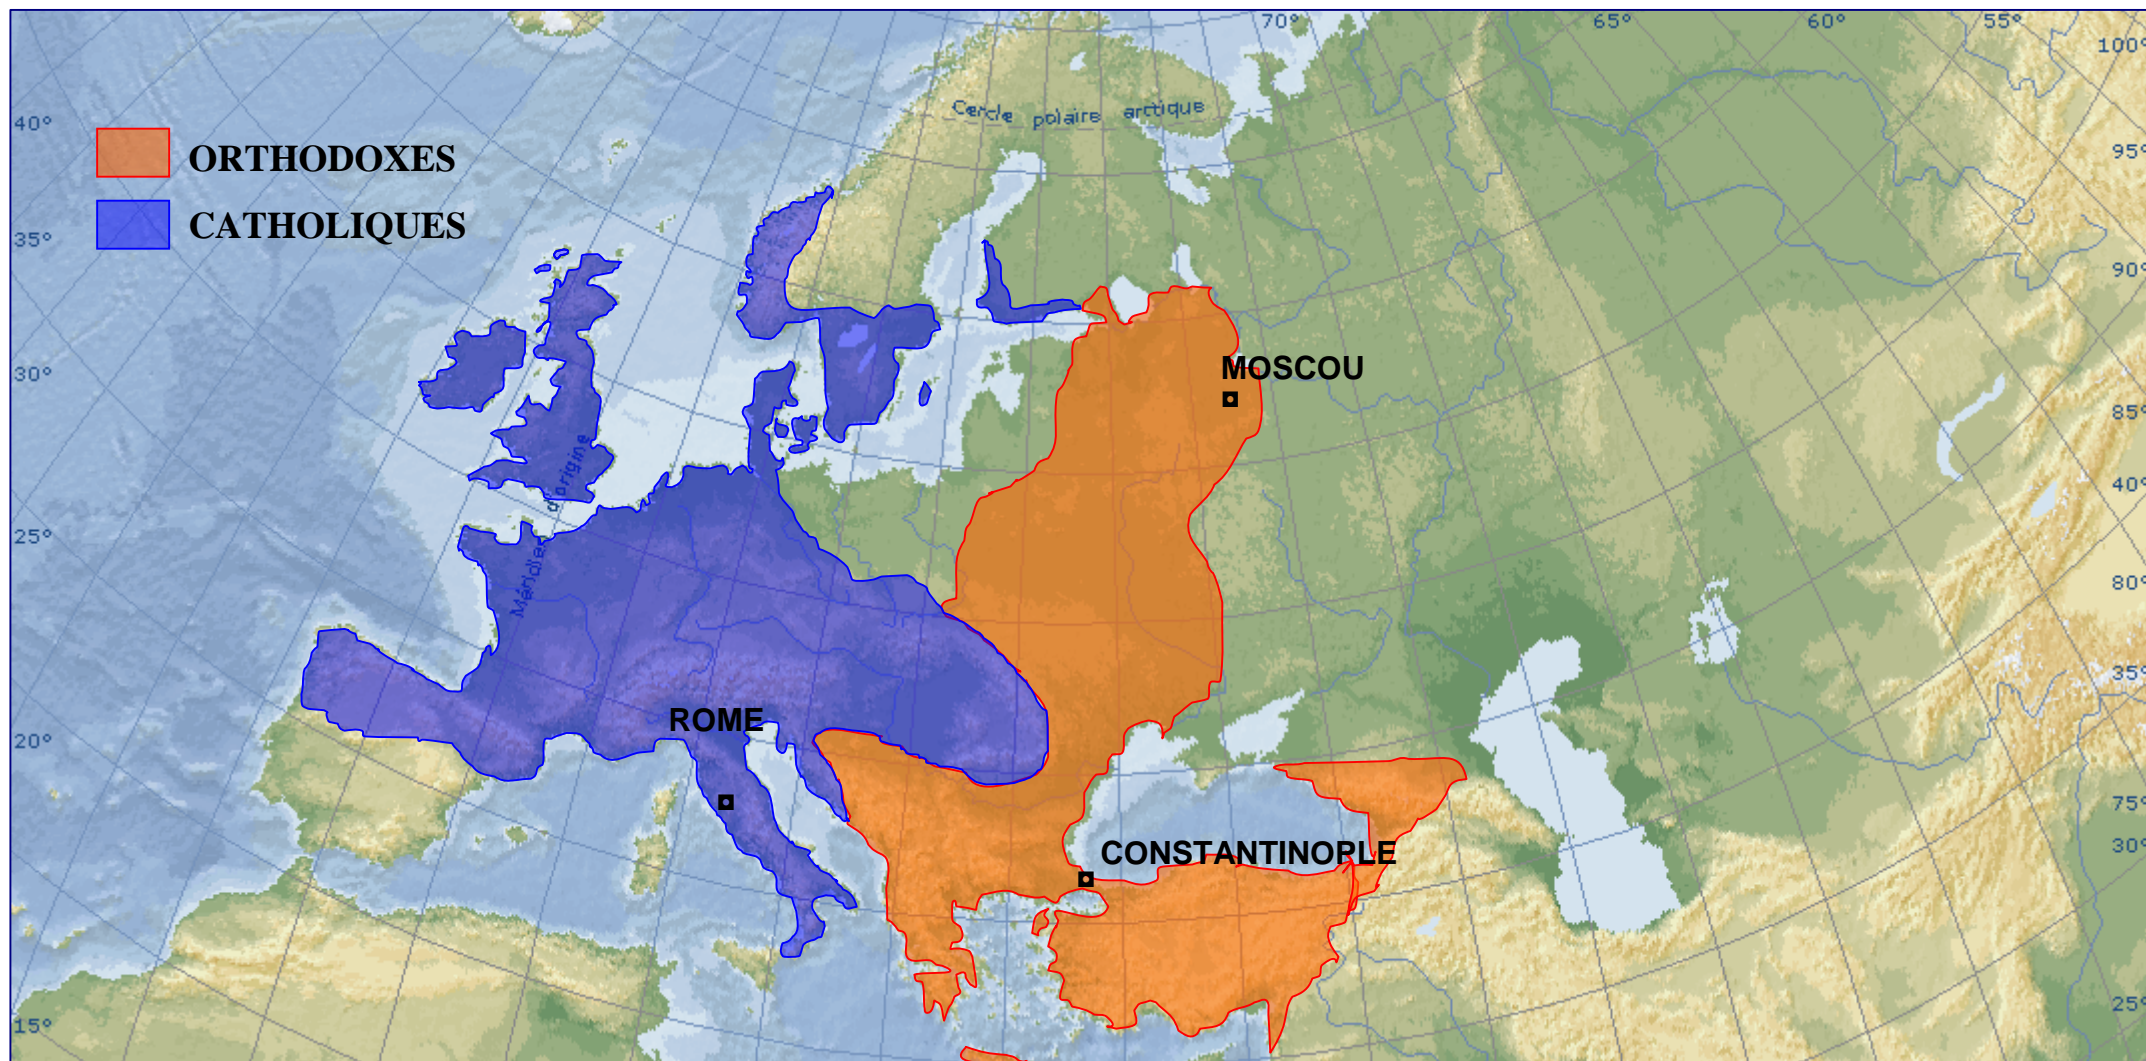 70°
65°
60°
55°
100°
Cercle polaire arctique
40°
95°
ORTHODOXES
CATHOLIQUES
35°
90°
MOSCOU
30°
85°
40°
Méridien d'origine
25°
80°
35°
ROME
20°
75°
30°
CONSTANTINOPLE
15°
25°